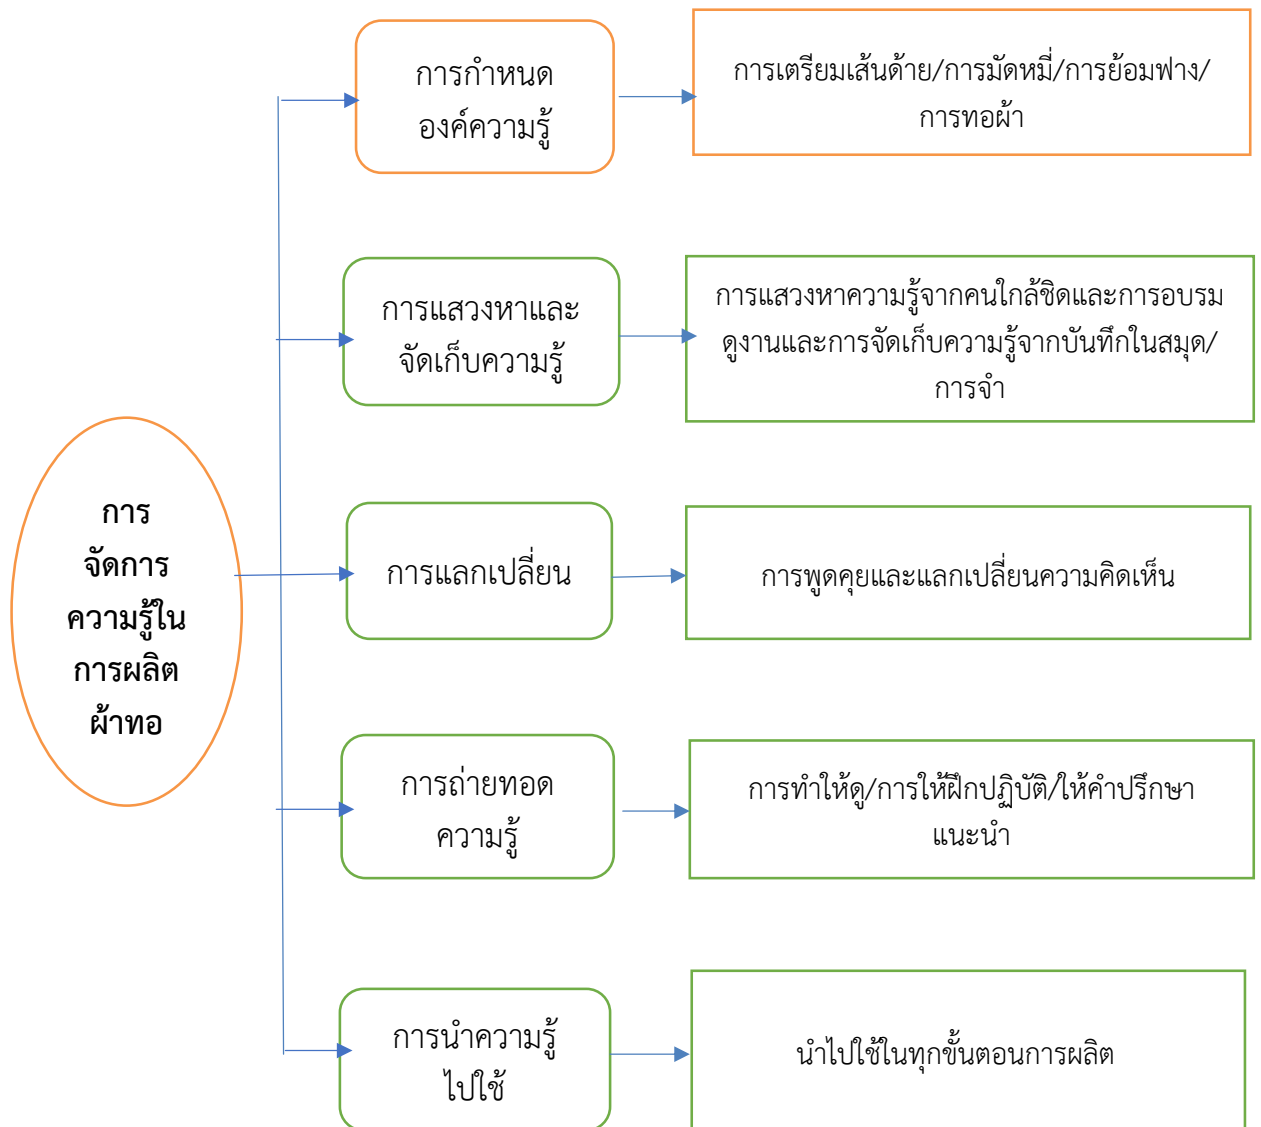 การกำหนด
องค์ความรู้
การเตรียมเส้นด้าย/การมัดหมี่/การย้อมฟาง/
การทอผ้า
การแสวงหาและ
จัดเก็บความรู้
การแสวงหาความรู้จากคนใกล้ชิดและการอบรม
ดูงานและการจัดเก็บความรู้จากบันทึกในสมุด/
การจำ
การ
จัดการ
ความรู้ใน
การผลิต
ผ้าทอ
การแลกเปลี่ยน
การพูดคุยและแลกเปลี่ยนความคิดเห็น
การถ่ายทอด
ความรู้
การทำให้ดู/การให้ฝึกปฏิบัติ/ให้คำปรึกษา
แนะนำ
การนำความรู้
ไปใช้
นำไปใช้ในทุกขั้นตอนการผลิต